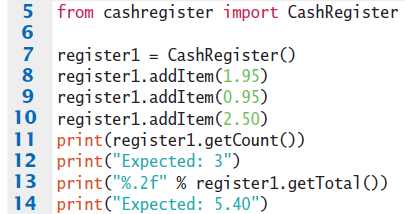 5 from cashregister import CashRegister
6
7 register1 = CashRegister()
8 register1.addItem(1.95)
9 register1.addItem(0.95)
10 register1.addItem(2.50)
11 print(register1.getCount())
12 print("Expected: 3")
13 print("%.2f" % register1.getTotal())
14 print("Expected: 5.40")